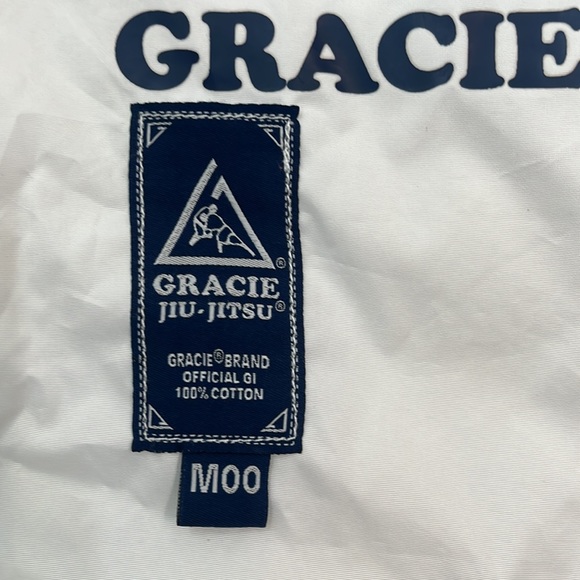 GRACIE
®
GRACIE
JIU-JITSU®
GRACIE® BRAND
OFFICIAL GI
100% COTTON
M00